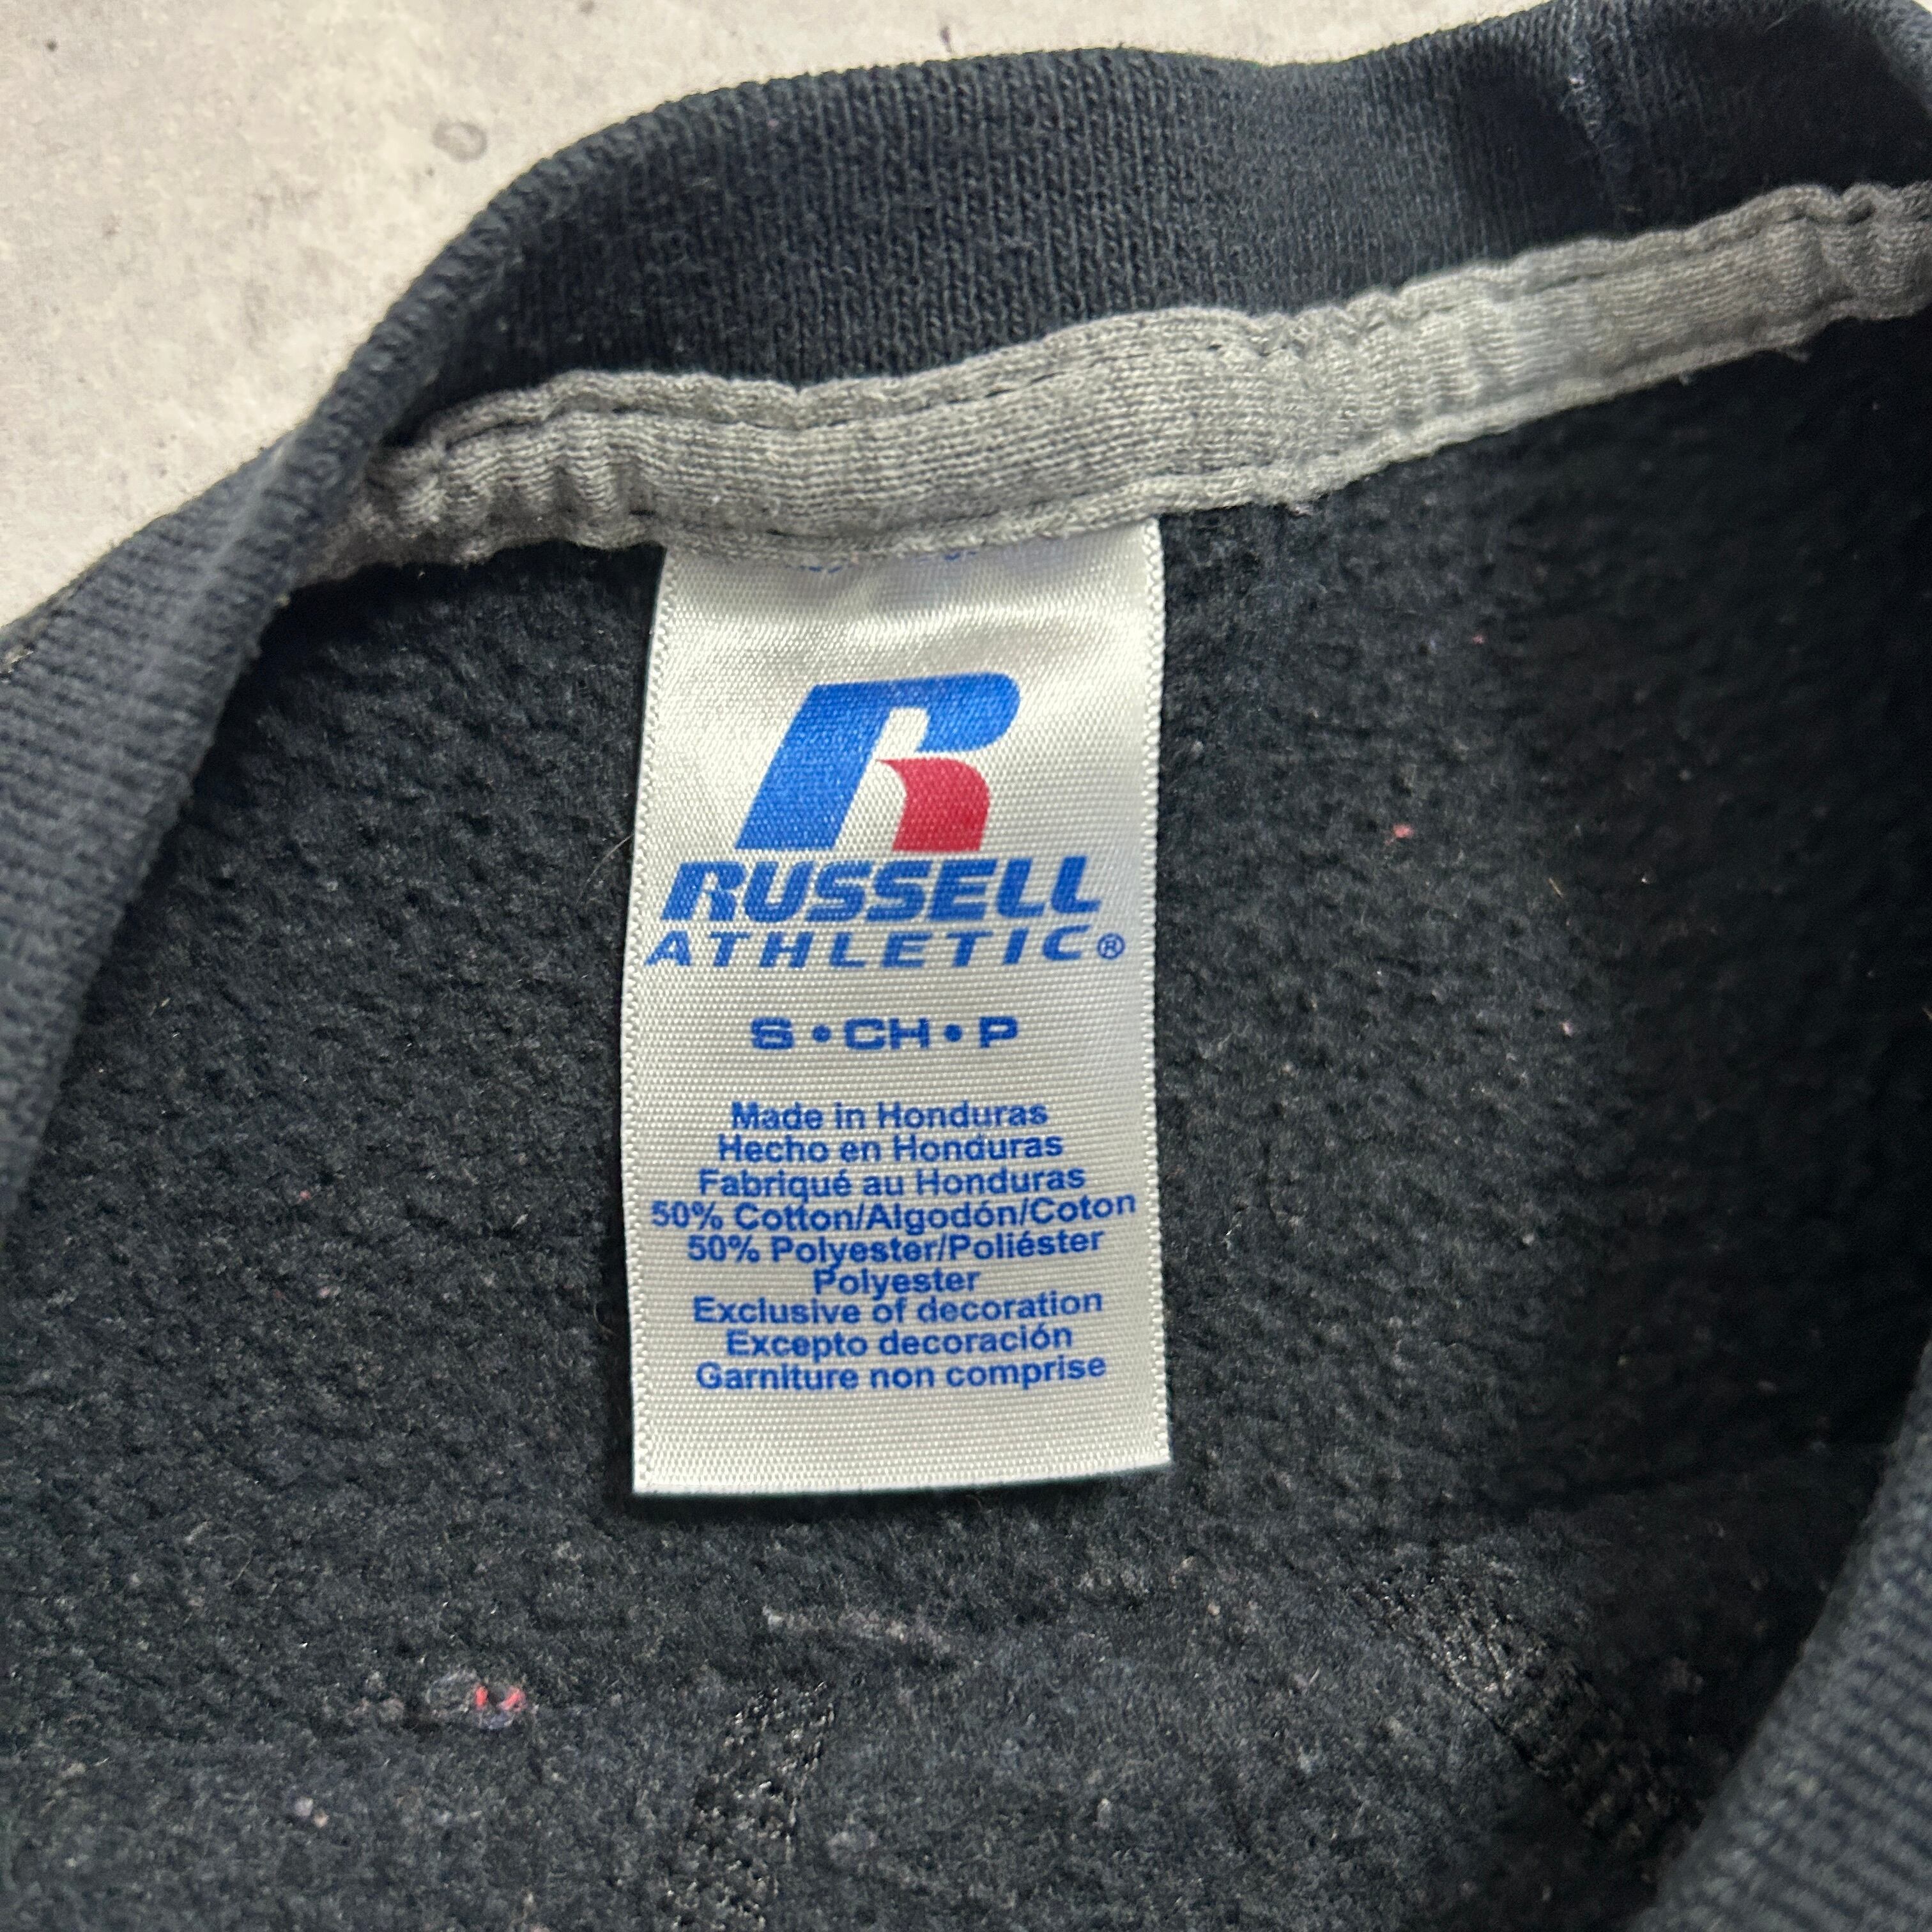 RUSSELL
ATHLETIC®
S • CH • P
Made in Honduras
Hecho en Honduras
Fabriqué au Honduras
50% Cotton/Algodón/Coton
50% Polyester/Poliéster
Polyester
Exclusive of decoration
Excepto decoración
Garniture non comprise